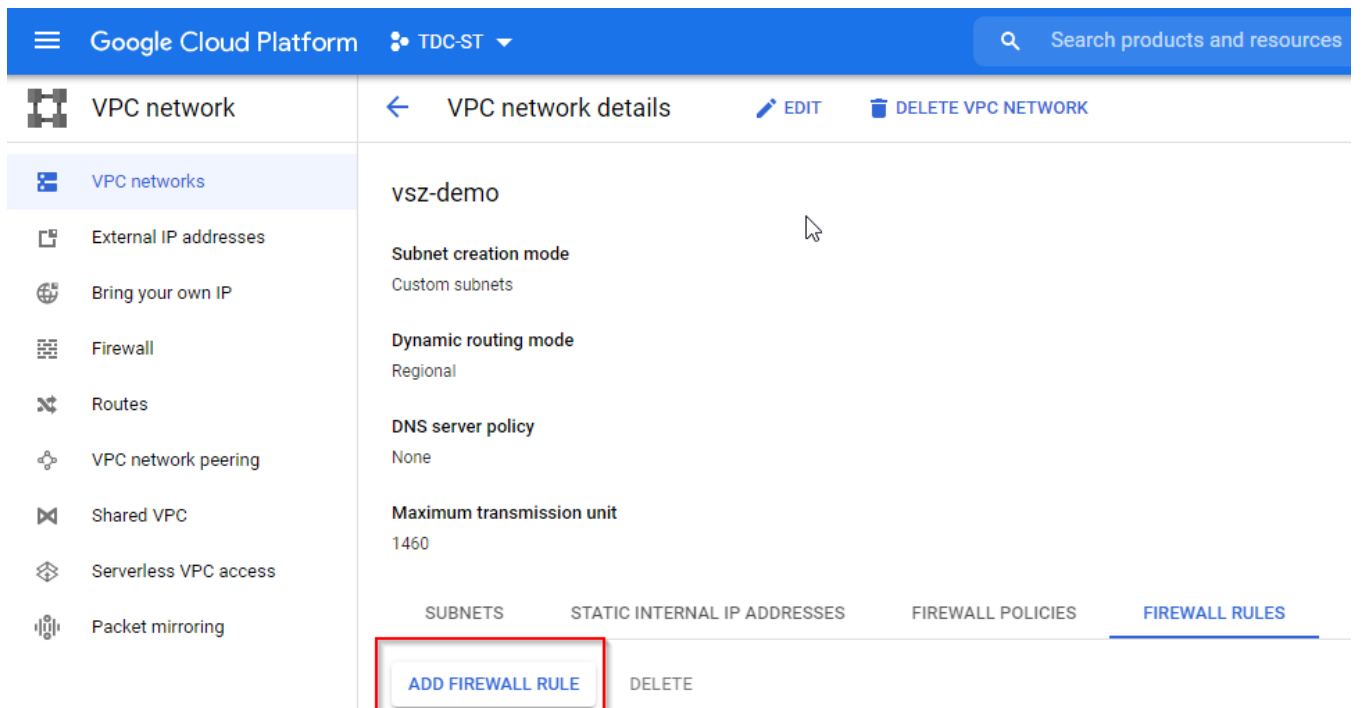 Google Cloud Platform TDC-ST Search products and resources
VPC network
VPC network details EDIT DELETE VPC NETWORK
VPC networks
External IP addresses
Bring your own IP
Firewall
Routes
VPC network peering
Shared VPC
Serverless VPC access
Packet mirroring
vsz-demo
Subnet creation mode
Custom subnets
Dynamic routing mode
Regional
DNS server policy
None
Maximum transmission unit
1460
SUBNETS STATIC INTERNAL IP ADDRESSES FIREWALL POLICIES FIREWALL RULES
ADD FIREWALL RULE DELETE